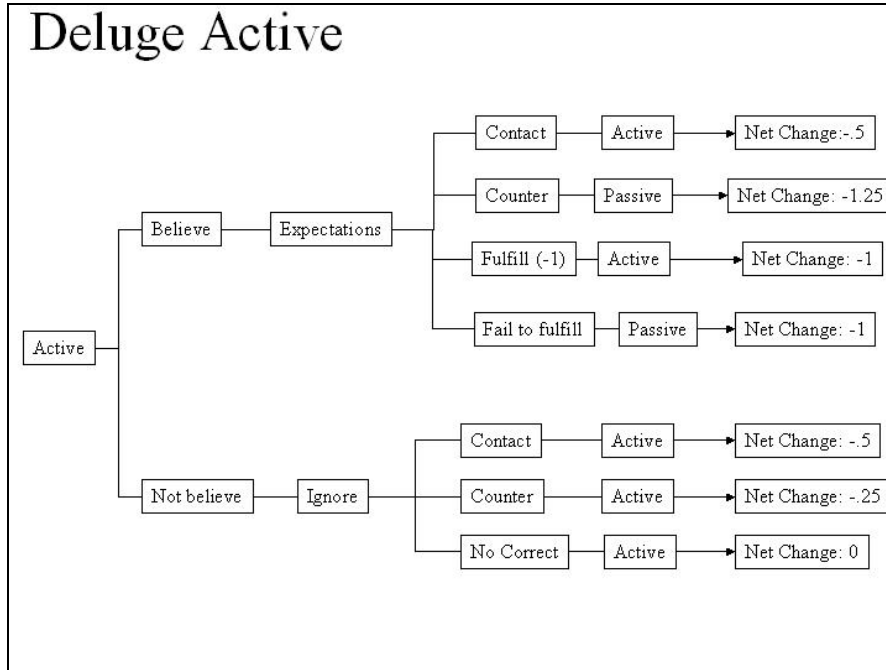 Deluge Active
Contact Active Net Change:-.5
Counter Passive Net Change: -1.25
Believe Expectations
Fulfill (-1) Active Net Change: -1
Fail to fulfill Passive Net Change: -1
Active
Contact Active Net Change: -.5
Not believe Ignore Counter Active Net Change: -.25
No Correct Active Net Change: 0